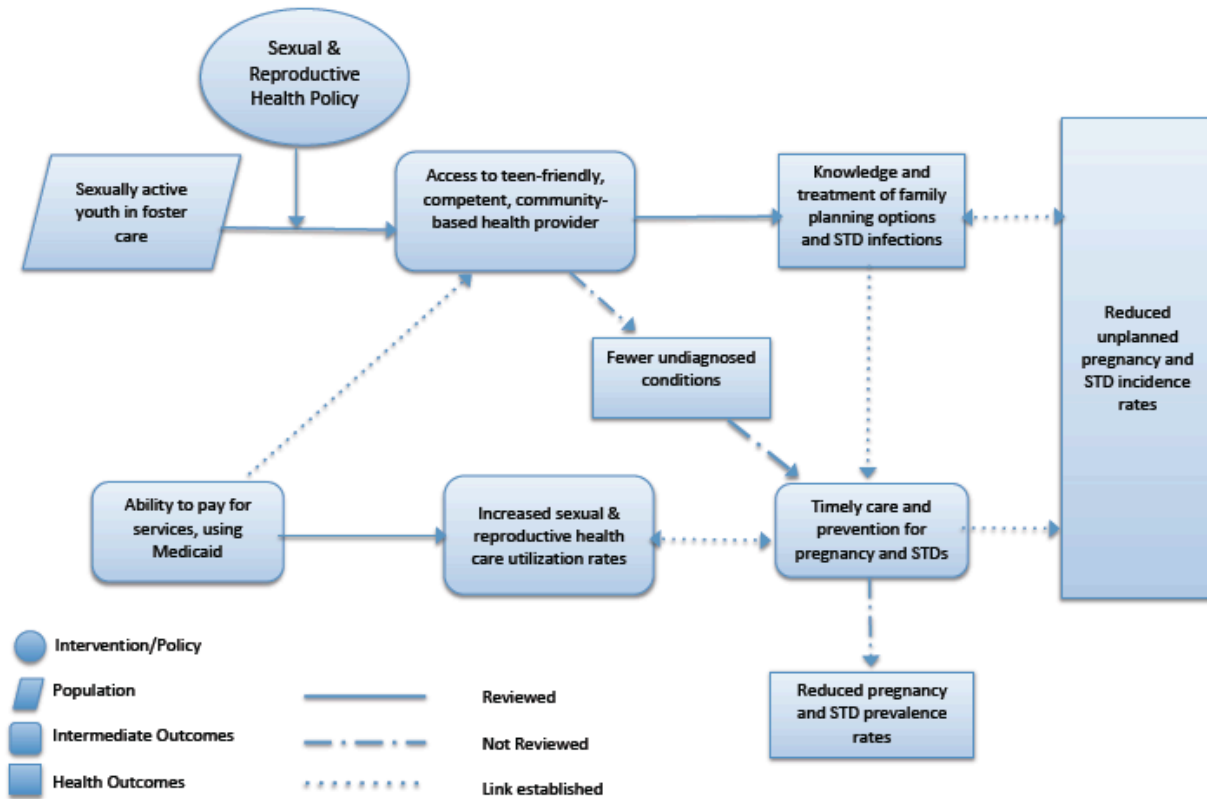 Sexual &
Reproductive
Health Policy
Sexually active
youth in foster
care
Access to teen-friendly,
competent, community-
based health provider
Knowledge and
treatment of family
planning options
and STD infections
Reduced
unplanned
pregnancy and
STD incidence
rates
Fewer undiagnosed
conditions
Ability to pay for
services, using
Medicaid
Increased sexual &
reproductive health
care utilization rates
Timely care and
prevention for
pregnancy and STDs
Reduced pregnancy
and STD prevalence
rates
Intervention/Policy
Population
Intermediate Outcomes
Health Outcomes
Reviewed
Not Reviewed
Link established